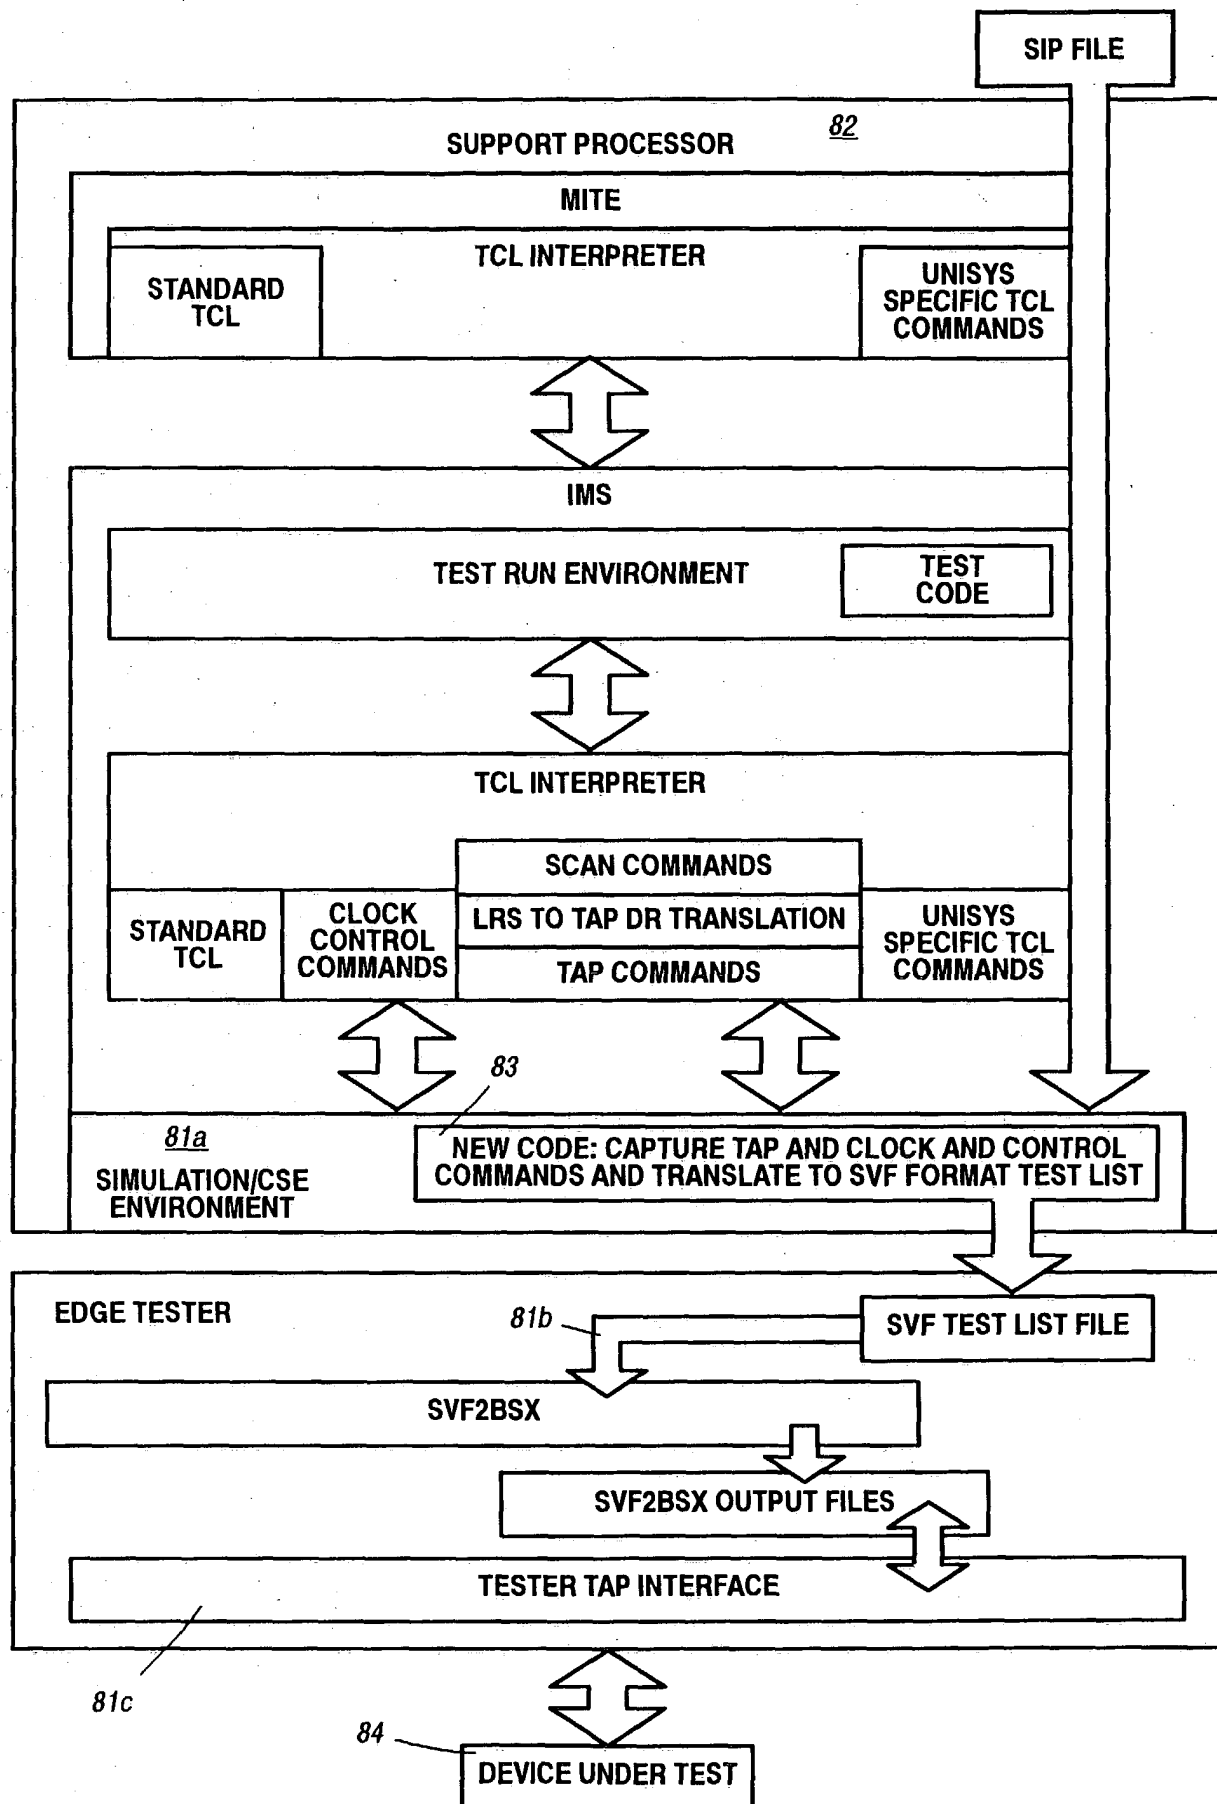 SIP FILE
82
SUPPORT PROCESSOR
MITE
TCL INTERPRETER
STANDARD
TCL
UNISYS
SPECIFIC TCL
COMMANDS
IMS
TEST RUN ENVIRONMENT
TEST
CODE
TCL INTERPRETER
SCAN COMMANDS
LRS TO TAP DR TRANSLATION
TAP COMMANDS
STANDARD
TCL
CLOCK
CONTROL
COMMANDS
UNISYS
SPECIFIC TCL
COMMANDS
83
81a
SIMULATION/CSE
ENVIRONMENT
NEW CODE: CAPTURE TAP AND CLOCK AND CONTROL
COMMANDS AND TRANSLATE TO SVF FORMAT TEST LIST
EDGE TESTER
81b
SVF TEST LIST FILE
SVF2BSX
SVF2BSX OUTPUT FILES
TESTER TAP INTERFACE
81c
84
DEVICE UNDER TEST